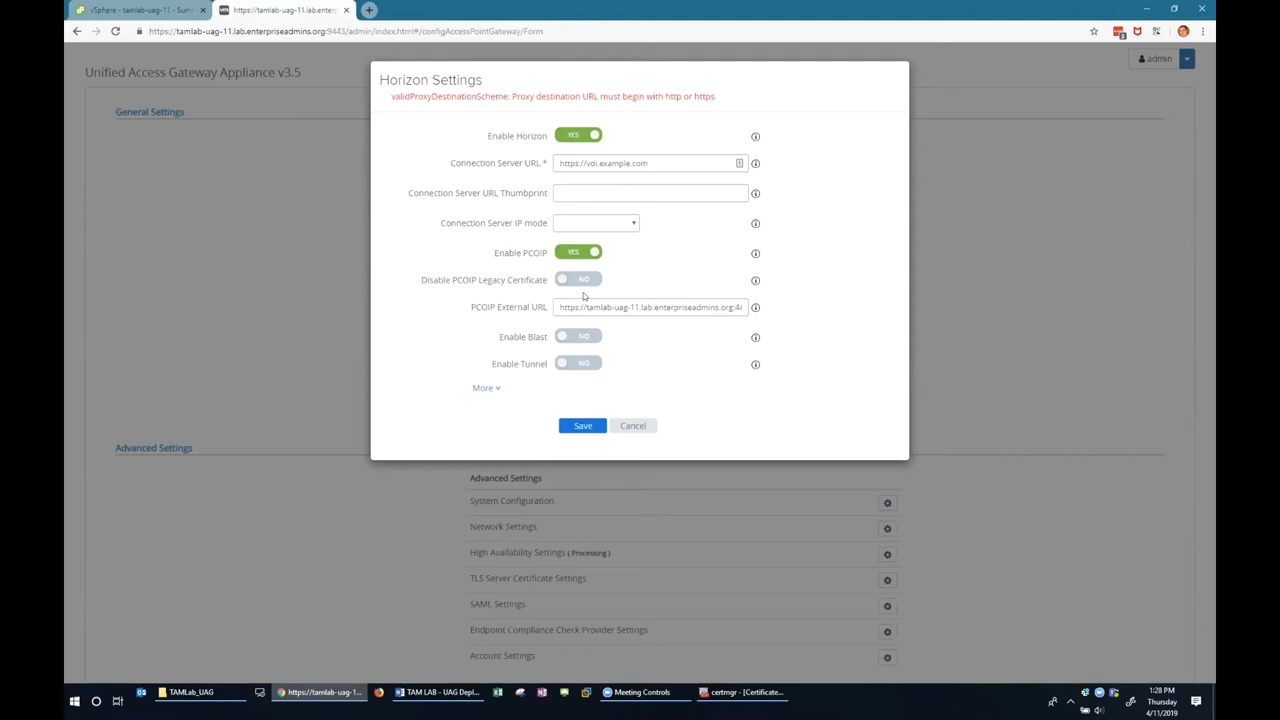 vSphere - tamlab-uag-11 - Sum
https://tamlab-uag-11.lab.enter
https://tamlab-uag-11.lab.enterpriseadmins.org:9443/admin/index.html#/configAccessPointGateway/Form
Unified Access Gateway Appliance v3.5
admin
General Settings
Horizon Settings
validProxyDestinationScheme: Proxy destination URL must begin with http or https
Enable Horizon YES
Connection Server URL * https://vdi.example.com
Connection Server URL Thumbprint
Connection Server IP mode
Enable PCOIP YES
Disable PCOIP Legacy Certificate NO
PCOIP External URL https://tamlab-uag-11.lab.enterpriseadmins.org:44
Enable Blast NO
Enable Tunnel NO
More
Save Cancel
Advanced Settings
Advanced Settings
System Configuration
Network Settings
High Availability Settings ( Processing )
TLS Server Certificate Settings
SAML Settings
Endpoint Compliance Check Provider Settings
Account Settings
TAMLab_UAG
https://tamlab-uag-1...
TAM LAB - UAG Depl...
Meeting Controls
certmgr - [Certificate...
1:28 PM
Thursday
4/11/2019